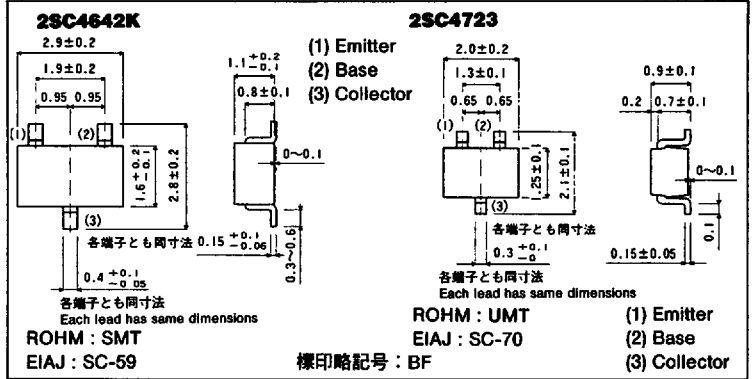 2SC4642K
2.9±0.2
1.9±0.2
0.95 0.95
(1) (2)
(3)
1.6 +0.2 -0.1
2.8±0.2
各端子とも同寸法
0.4 +0.1 -0.05
各端子とも同寸法
Each lead has same dimensions
ROHM : SMT
EIAJ : SC-59
1.1 +0.2 -0.1
0.8±0.1
0~0.1
0.15 +0.1 -0.06
0.3~0.6
(1) Emitter
(2) Base
(3) Collector
2SC4723
2.0±0.2
1.3±0.1
0.65 0.65
(1) (2)
(3)
1.25±0.1
2.1±0.1
各端子とも同寸法
0.3 +0.1 -0
各端子とも同寸法
Each lead has same dimensions
ROHM : UMT
EIAJ : SC-70
0.9±0.1
0.2 0.7±0.1
0~0.1
0.1
0.15±0.05
(1) Emitter
(2) Base
(3) Collector
標印略記号：BF